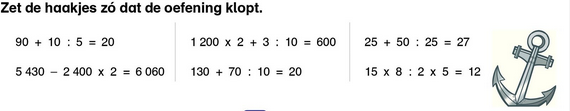 Zet de haakjes zó dat de oefening klopt.
90 + 10 : 5 = 20
1 200 x 2 + 3 : 10 = 600
25 + 50 : 25 = 27
5 430 – 2 400 x 2 = 6 060
130 + 70 : 10 = 20
15 x 8 : 2 x 5 = 12